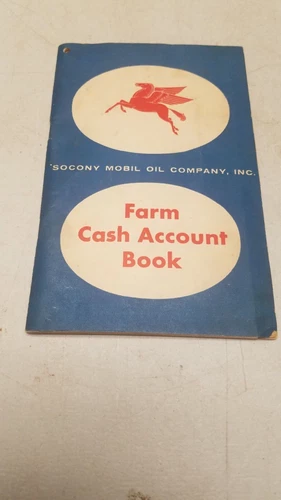 SOCONY MOBIL OIL COMPANY, INC.
Farm
Cash Account
Book